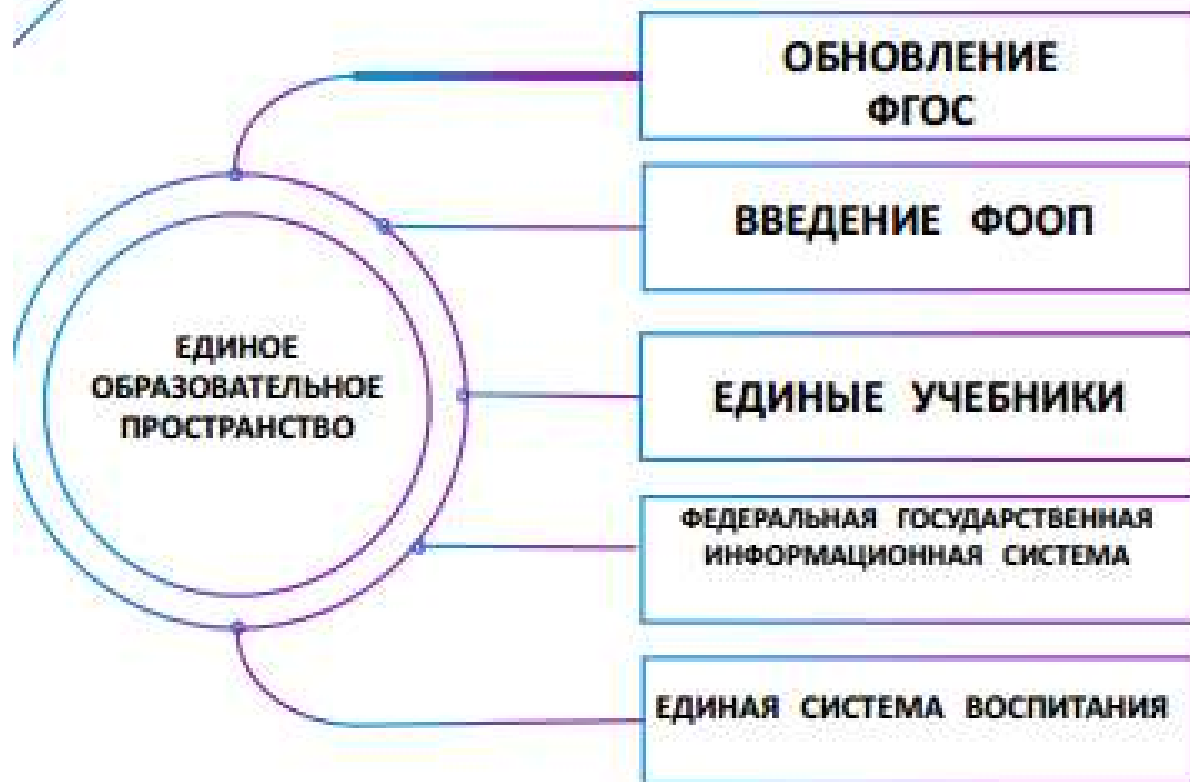 ЕДИНОЕ
ОБРАЗОВАТЕЛЬНОЕ
ПРОСТРАНСТВО
ОБНОВЛЕНИЕ
ФГОС
ВВЕДЕНИЕ ФООП
ЕДИНЫЕ УЧЕБНИКИ
ФЕДЕРАЛЬНАЯ ГОСУДАРСТВЕННАЯ
ИНФОРМАЦИОННАЯ СИСТЕМА
ЕДИНАЯ СИСТЕМА ВОСПИТАНИЯ